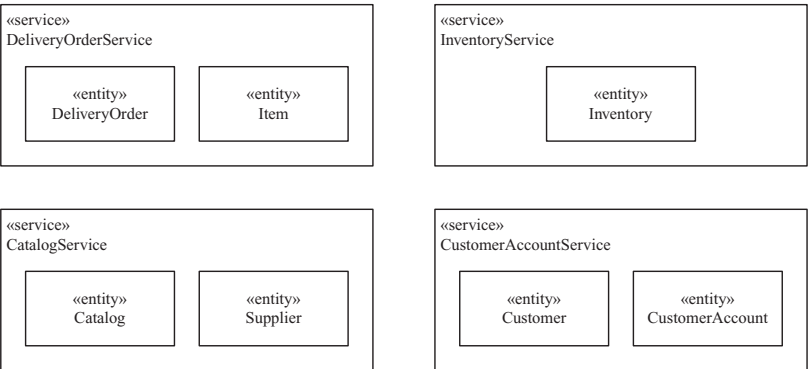 «service»
DeliveryOrderService
«entity»
DeliveryOrder
«entity»
Item
«service»
InventoryService
«entity»
Inventory
«service»
CatalogService
«entity»
Catalog
«entity»
Supplier
«service»
CustomerAccountService
«entity»
Customer
«entity»
CustomerAccount